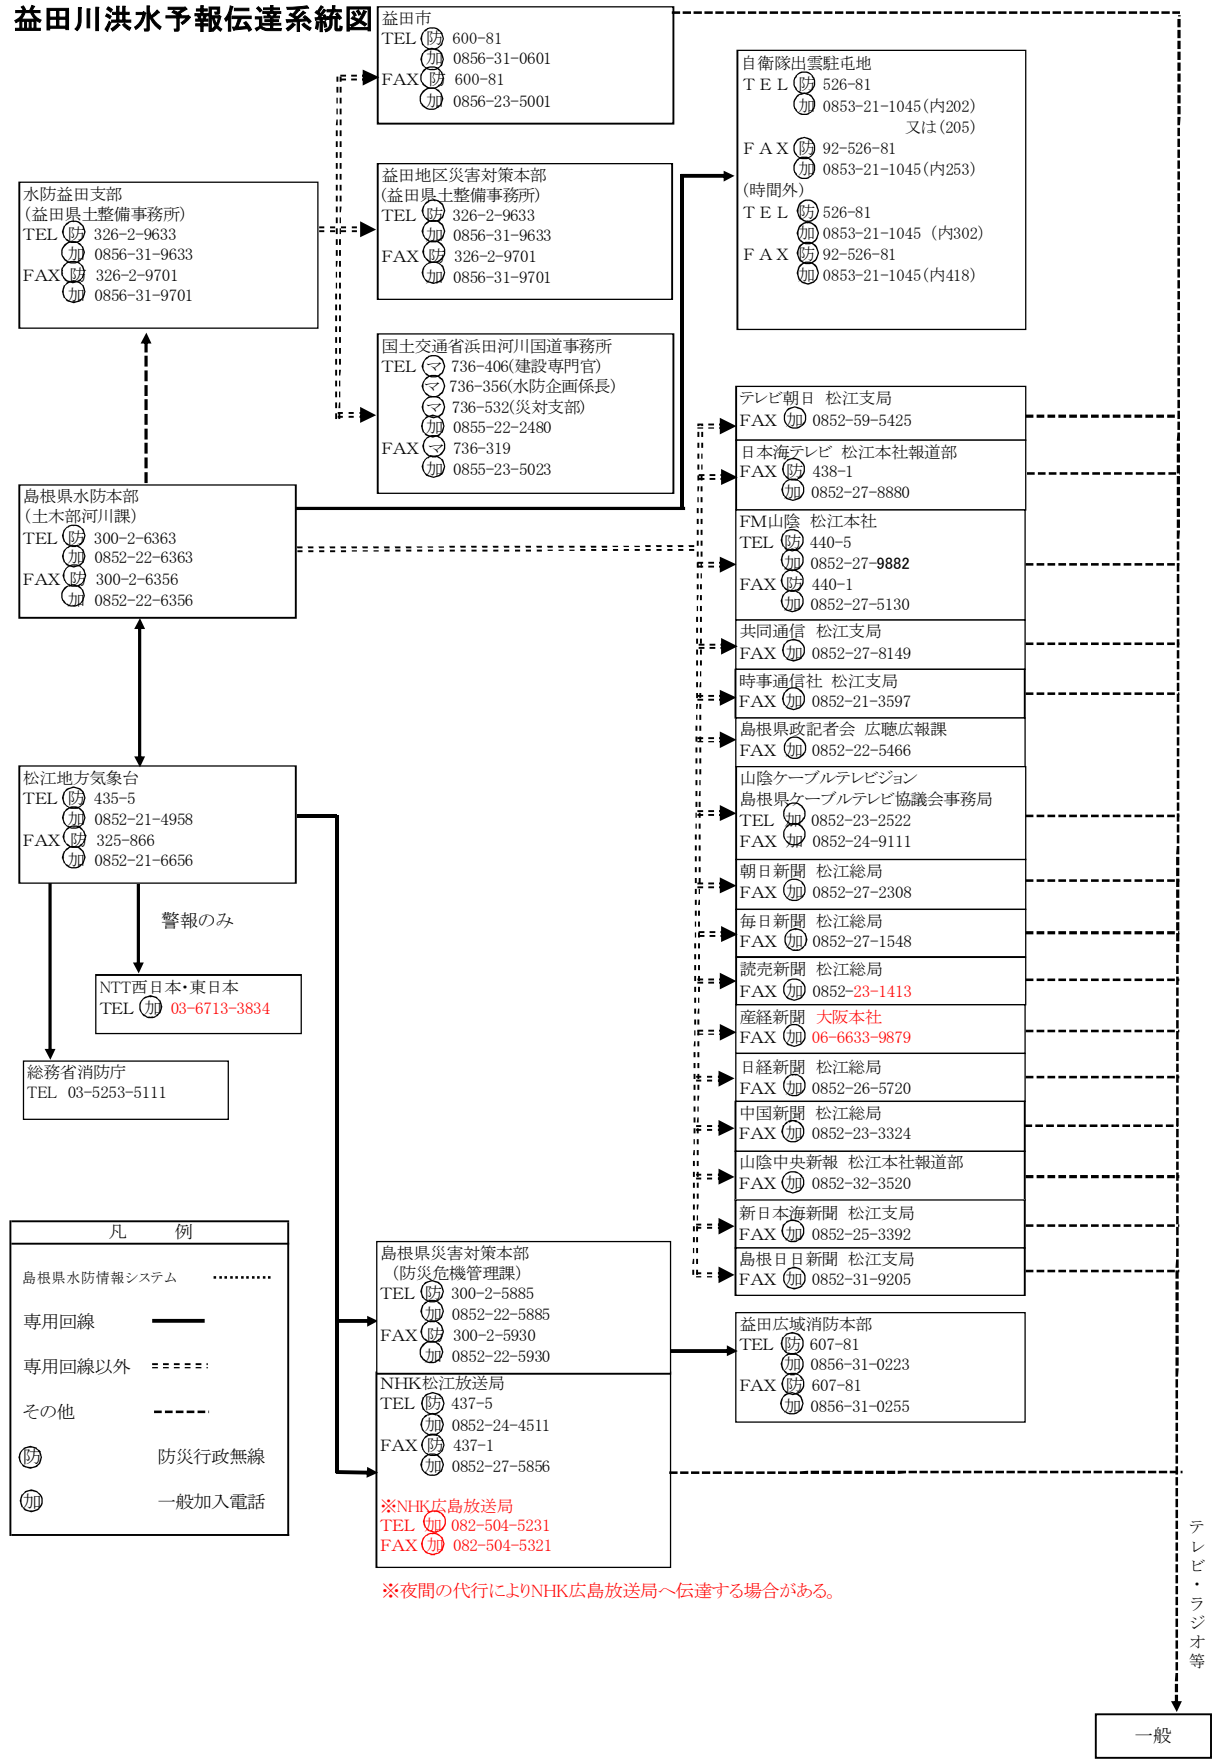 益田川洪水予報伝達系統図
益田市
TEL 防 600-81
加 0856-31-0601
FAX 防 600-81
加 0856-23-5001
自衛隊出雲駐屯地
TEL 防 526-81
加 0853-21-1045(内202)
又は(205)
FAX 防 92-526-81
加 0853-21-1045(内253)
(時間外)
TEL 防 526-81
加 0853-21-1045 (内302)
FAX 防 92-526-81
加 0853-21-1045(内418)
水防益田支部
(益田県土整備事務所)
TEL 防 326-2-9633
加 0856-31-9633
FAX 防 326-2-9701
加 0856-31-9701
益田地区災害対策本部
(益田県土整備事務所)
TEL 防 326-2-9633
加 0856-31-9633
FAX 防 326-2-9701
加 0856-31-9701
国土交通省浜田河川国道事務所
TEL マ 736-406(建設専門官)
マ 736-356(水防企画係長)
マ 736-532(災対支部)
加 0855-22-2480
FAX マ 736-319
加 0855-23-5023
島根県水防本部
(土木部河川課)
TEL 防 300-2-6363
加 0852-22-6363
FAX 防 300-2-6356
加 0852-22-6356
テレビ朝日 松江支局
FAX 加 0852-59-5425
日本海テレビ 松江本社報道部
FAX 防 438-1
加 0852-27-8880
FM山陰 松江本社
TEL 防 440-5
加 0852-27-9882
FAX 防 440-1
加 0852-27-5130
共同通信 松江支局
FAX 加 0852-27-8149
時事通信社 松江支局
FAX 加 0852-21-3597
島根県政記者会 広聴広報課
FAX 加 0852-22-5466
山陰ケーブルテレビジョン
島根県ケーブルテレビ協議会事務局
TEL 加 0852-23-2522
FAX 加 0852-24-9111
朝日新聞 松江総局
FAX 加 0852-27-2308
毎日新聞 松江総局
FAX 加 0852-27-1548
読売新聞 松江総局
FAX 加 0852-23-1413
産経新聞 大阪本社
FAX 加 06-6633-9879
日経新聞 松江総局
FAX 加 0852-26-5720
中国新聞 松江総局
FAX 加 0852-23-3324
山陰中央新報 松江本社報道部
FAX 加 0852-32-3520
新日本海新聞 松江支局
FAX 加 0852-25-3392
島根日日新聞 松江支局
FAX 加 0852-31-9205
松江地方気象台
TEL 防 435-5
加 0852-21-4958
FAX 防 325-866
加 0852-21-6656
警報のみ
NTT西日本・東日本
TEL 加 03-6713-3834
総務省消防庁
TEL 03-5253-5111
島根県災害対策本部
(防災危機管理課)
TEL 防 300-2-5885
加 0852-22-5885
FAX 防 300-2-5930
加 0852-22-5930
NHK松江放送局
TEL 防 437-5
加 0852-24-4511
FAX 防 437-1
加 0852-27-5856
※NHK広島放送局
TEL 加 082-504-5231
FAX 加 082-504-5321
※夜間の代行によりNHK広島放送局へ伝達する場合がある。
益田広域消防本部
TEL 防 607-81
加 0856-31-0223
FAX 防 607-81
加 0856-31-0255
凡 例
島根県水防情報システム
専用回線
専用回線以外
その他
防 防災行政無線
加 一般加入電話
テレビ・ラジオ等
一般